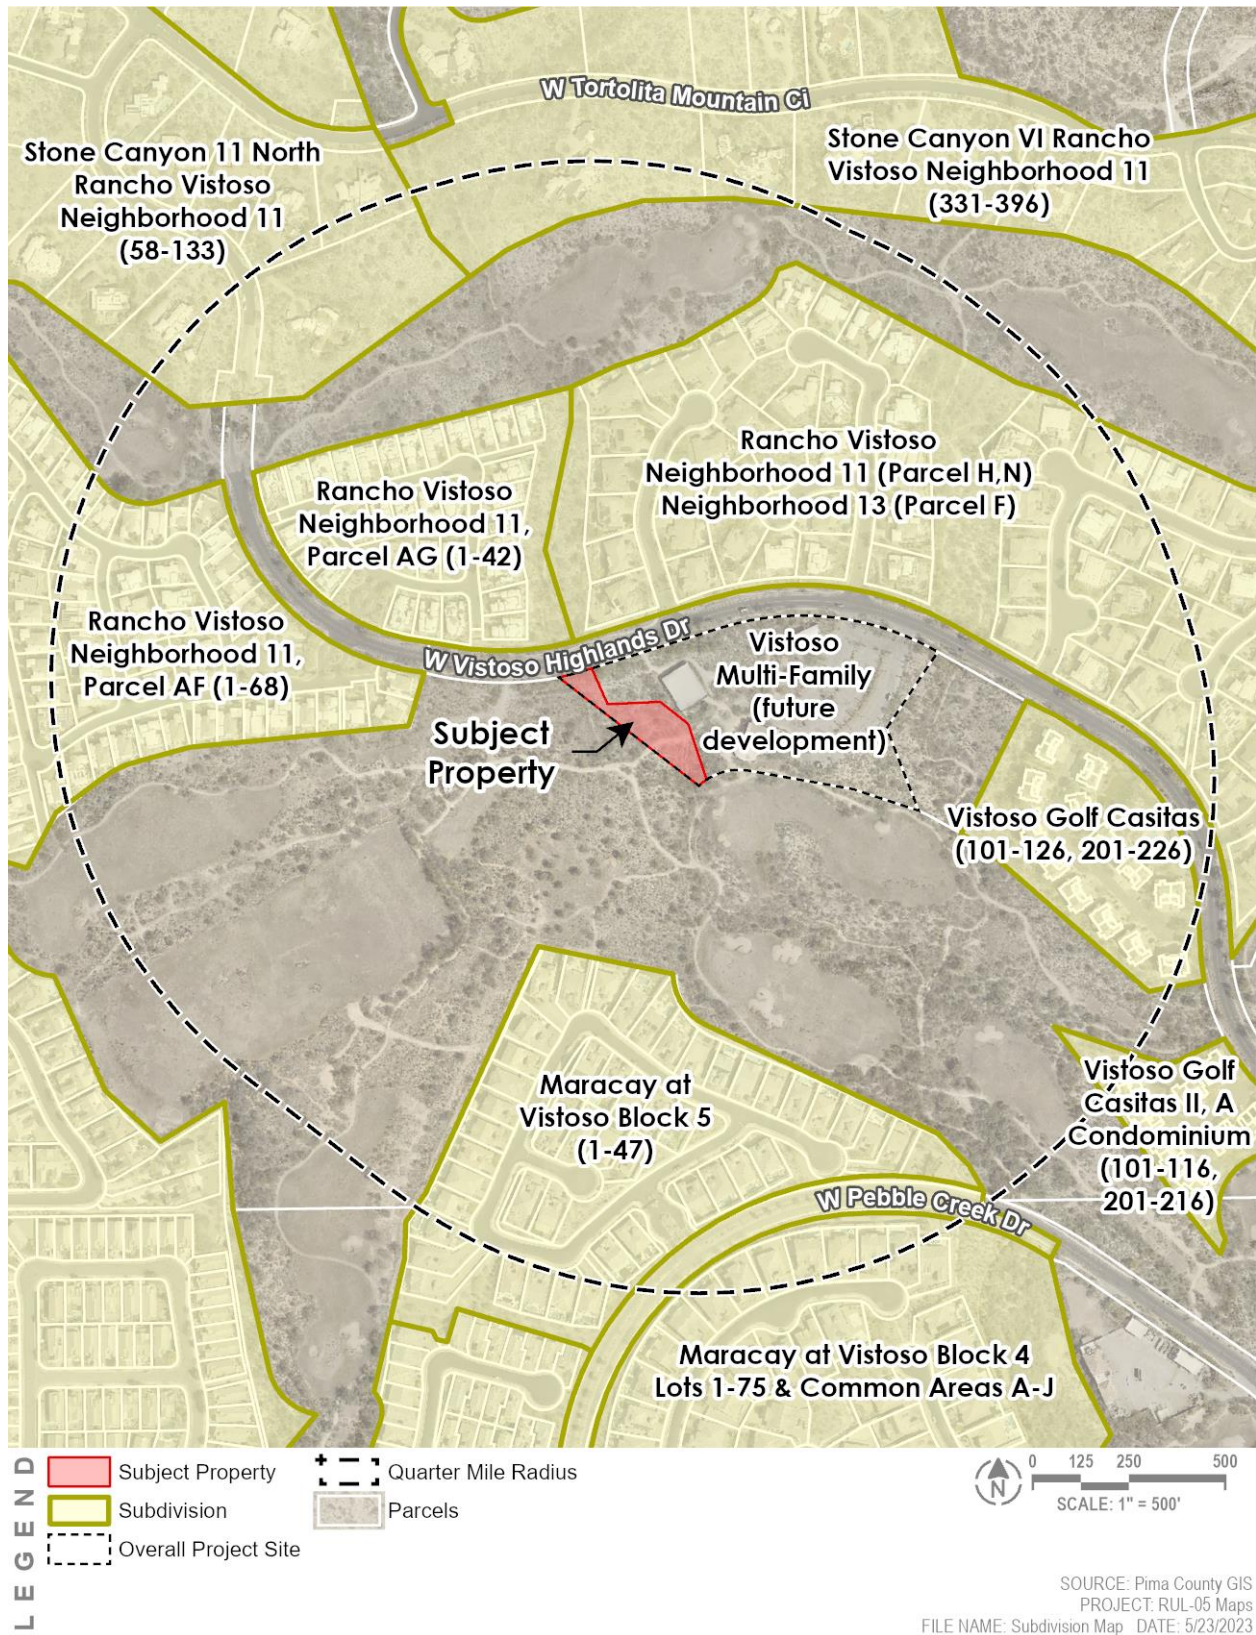 W Tortolita Mountain Ci
Stone Canyon 11 North
Rancho Vistoso
Neighborhood 11
(58-133)
Stone Canyon VI Rancho
Vistoso Neighborhood 11
(331-396)
Rancho Vistoso
Neighborhood 11 (Parcel H,N)
Neighborhood 13 (Parcel F)
Rancho Vistoso
Neighborhood 11,
Parcel AG (1-42)
Rancho Vistoso
Neighborhood 11,
Parcel AF (1-68)
W Vistoso Highlands Dr
Vistoso
Multi-Family
(future
development)
Subject
Property
Vistoso Golf Casitas
(101-126, 201-226)
Maracay at
Vistoso Block 5
(1-47)
Vistoso Golf
Casitas II, A
Condominium
(101-116,
201-216)
W Pebble Creek Dr
Maracay at Vistoso Block 4
Lots 1-75 & Common Areas A-J
LEGEND
Subject Property
Subdivision
Overall Project Site
Quarter Mile Radius
Parcels
N
0 125 250 500
SCALE: 1" = 500'
SOURCE: Pima County GIS
PROJECT: RUL-05 Maps
FILE NAME: Subdivision Map DATE: 5/23/2023